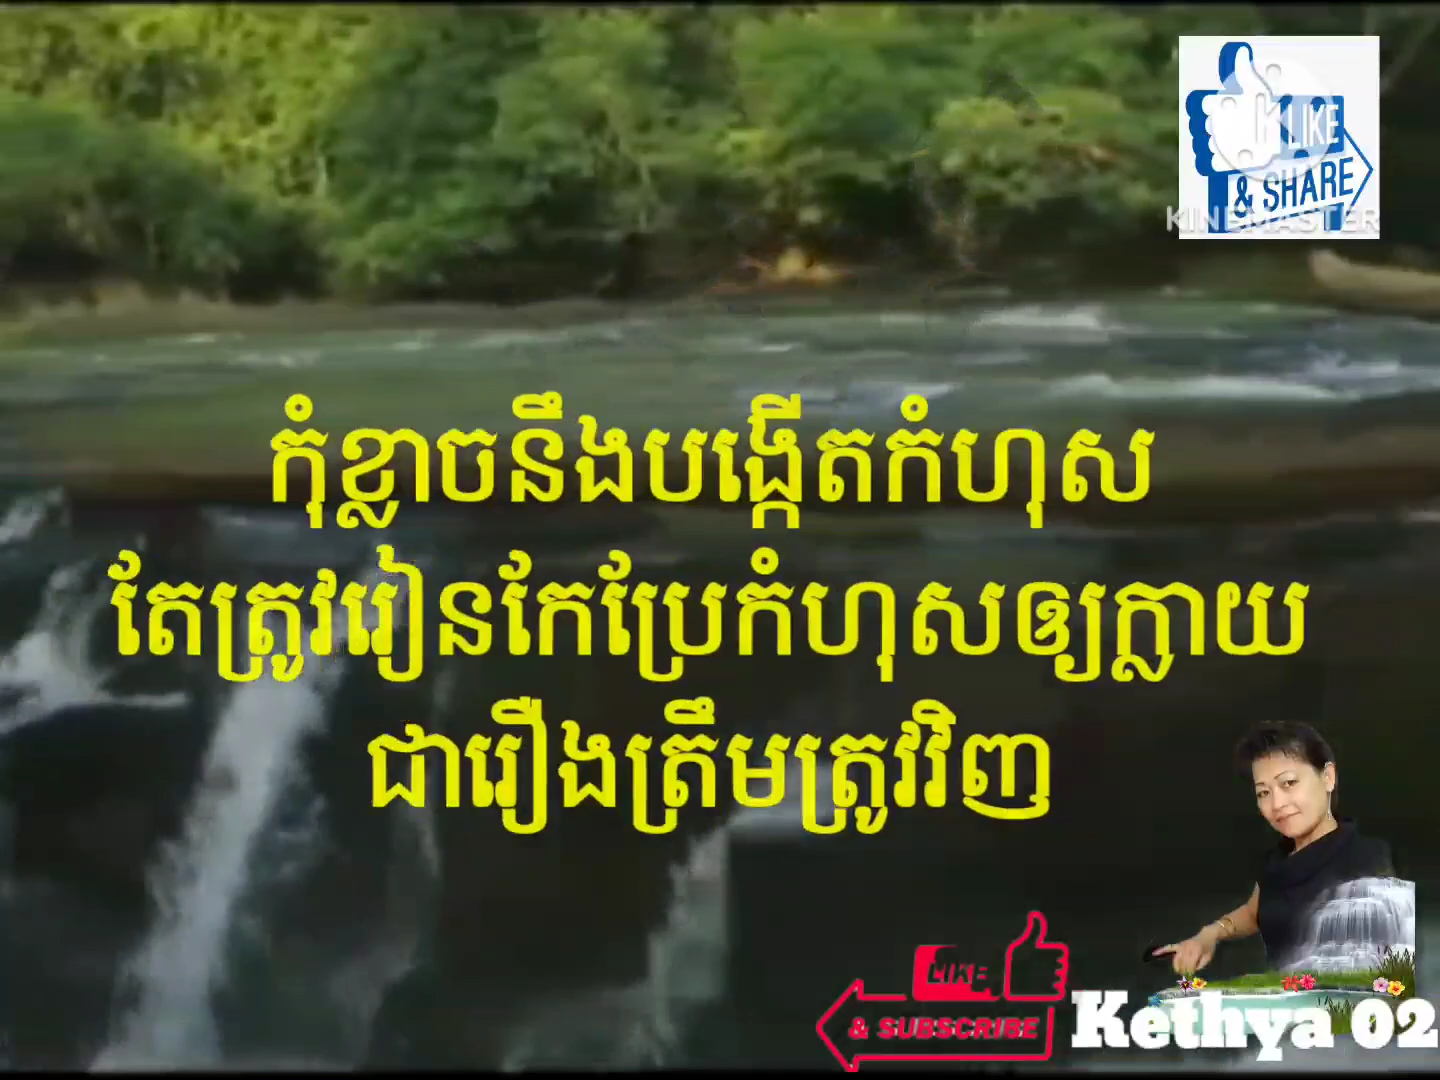 LIKE
& SHARE
KINEMASTER
កុំខ្លាចនឹងបង្កើតកំហុស
តែត្រូវរៀនកែប្រែកំហុសឲ្យក្លាយ
ជារឿងត្រឹមត្រូវវិញ
LIKE
& SUBSCRIBE
Kethya 02